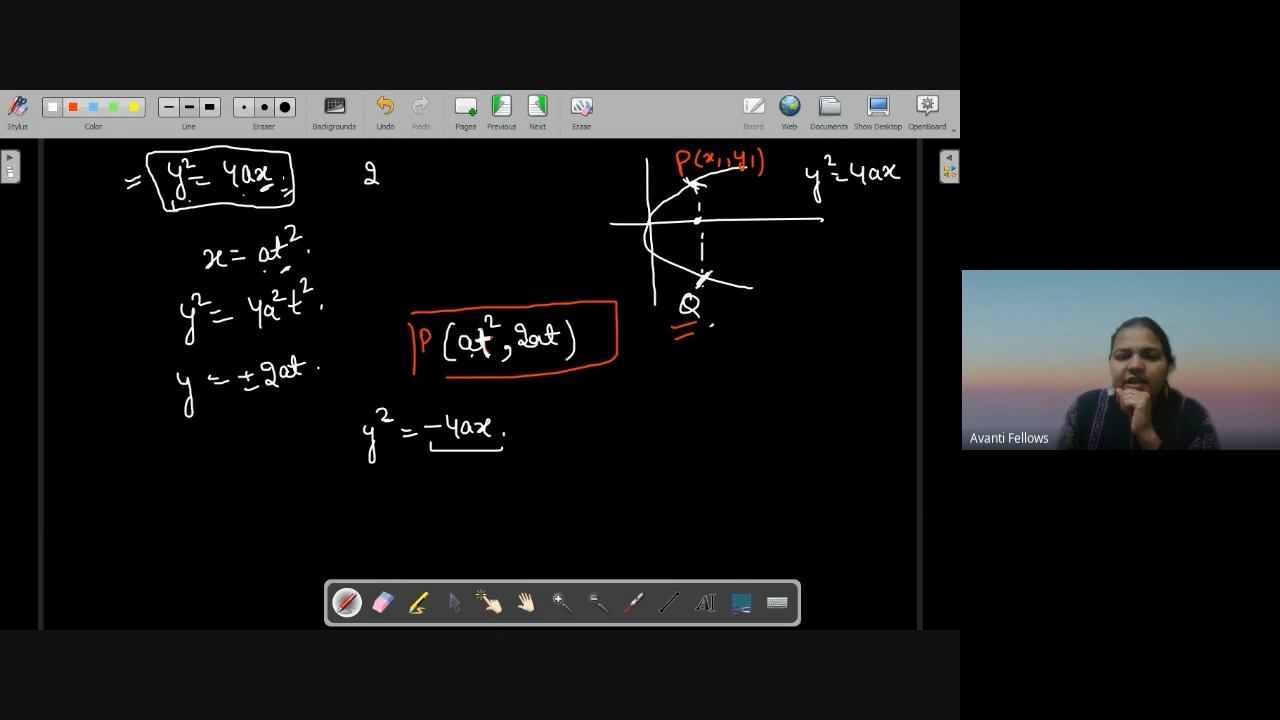 Stylus
Color
Line
Eraser
Backgrounds
Undo
Redo
Pages
Previous
Next
Erase
Board
Web
Documents
Show Desktop
OpenBoard
= y² = 4ax.
2
x = at².
y² = 4a²t².
y = ±2at.
P (at², 2at)
y² = -4ax.
P(x₁,y₁)
y² = 4ax
Q
AI
Avanti Fellows